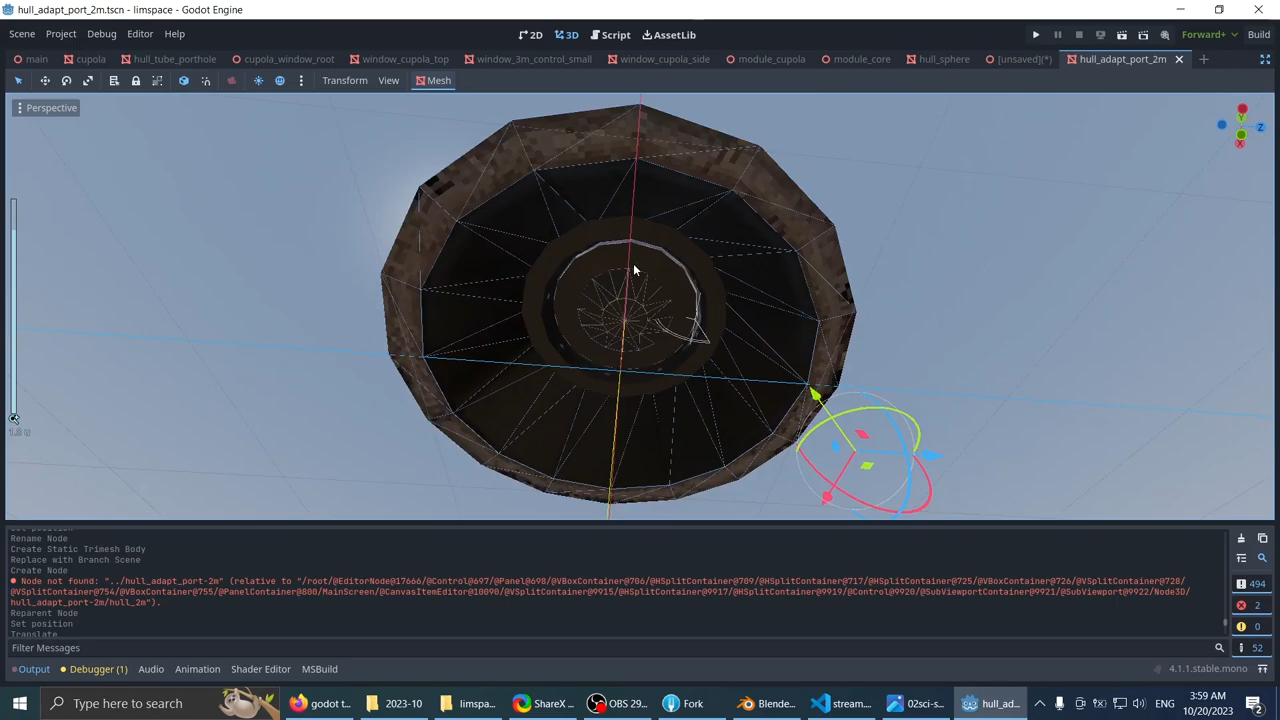 hull_adapt_port_2m.tscn - limspace - Godot Engine
Scene Project Debug Editor Help
2D 3D Script AssetLib
Forward+ Build
main cupola hull_tube_porthole cupola_window_root window_cupola_top window_3m_control_small window_cupola_side module_cupola module_core hull_sphere [unsaved](*) hull_adapt_port_2m
Transform View Mesh
Perspective
Y Z X
Set position
Rename Node
Create Static Trimesh Body
Replace with Branch Scene
Create Node
Node not found: "../hull_adapt_port-2m" (relative to "/root/@EditorNode@17666/@Control@697/@Panel@698/@VBoxContainer@706/@HSplitContainer@709/@HSplitContainer@717/@HSplitContainer@725/@VBoxContainer@726/@VSplitContainer@728/
@VSplitContainer@754/@VBoxContainer@755/@PanelContainer@800/MainScreen/@CanvasItemEditor@10090/@VSplitContainer@9915/@HSplitContainer@9917/@HSplitContainer@9919/@Control@9920/@SubViewportContainer@9921/@SubViewport@9922/Node3D/
hull_adapt_port-2m/hull_2m").
Reparent Node
Set position
Translate
494
2
0
52
Filter Messages
Output Debugger (1) Audio Animation Shader Editor MSBuild
4.1.1.stable.mono
Type here to search
godot t... 2023-10 limspa... ShareX ... OBS 29... Fork Blende... stream... 02sci-s... hull_ad...
ENG
3:59 AM
10/20/2023
2